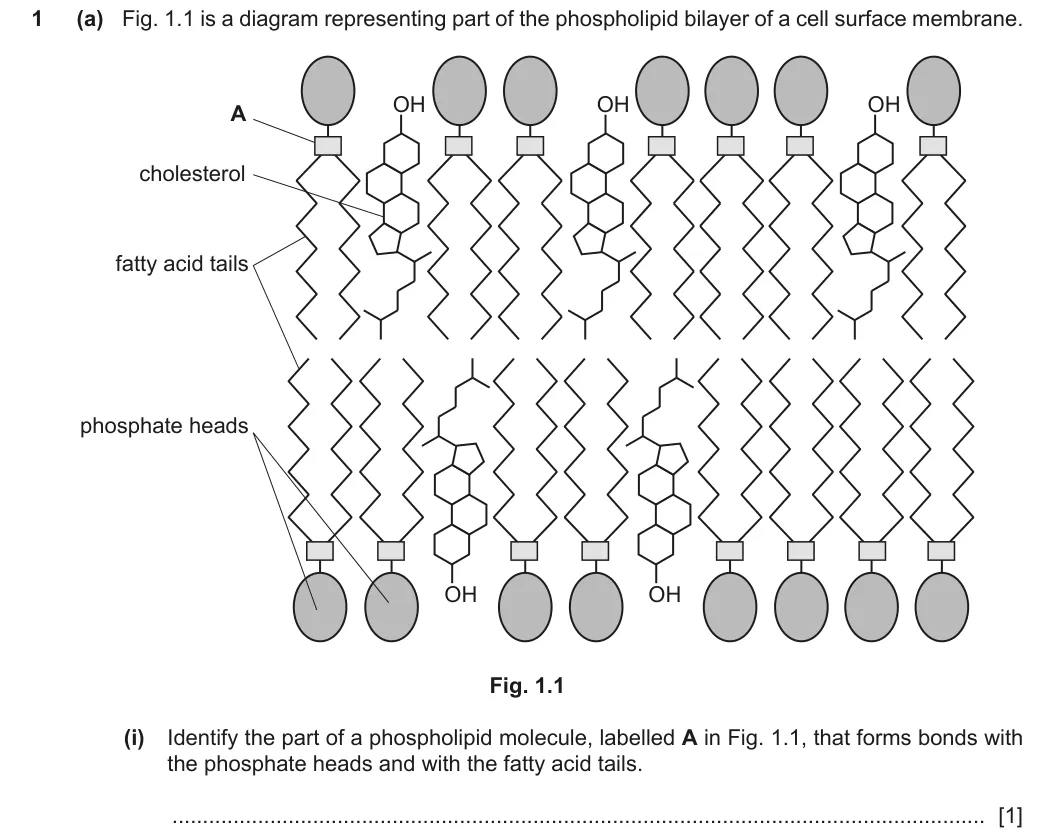 1 (a) Fig. 1.1 is a diagram representing part of the phospholipid bilayer of a cell surface membrane.
OH OH OH
A
cholesterol
fatty acid tails
phosphate heads
OH OH
Fig. 1.1
(i) Identify the part of a phospholipid molecule, labelled A in Fig. 1.1, that forms bonds with
the phosphate heads and with the fatty acid tails.
.......................................................................................................................................... [1]